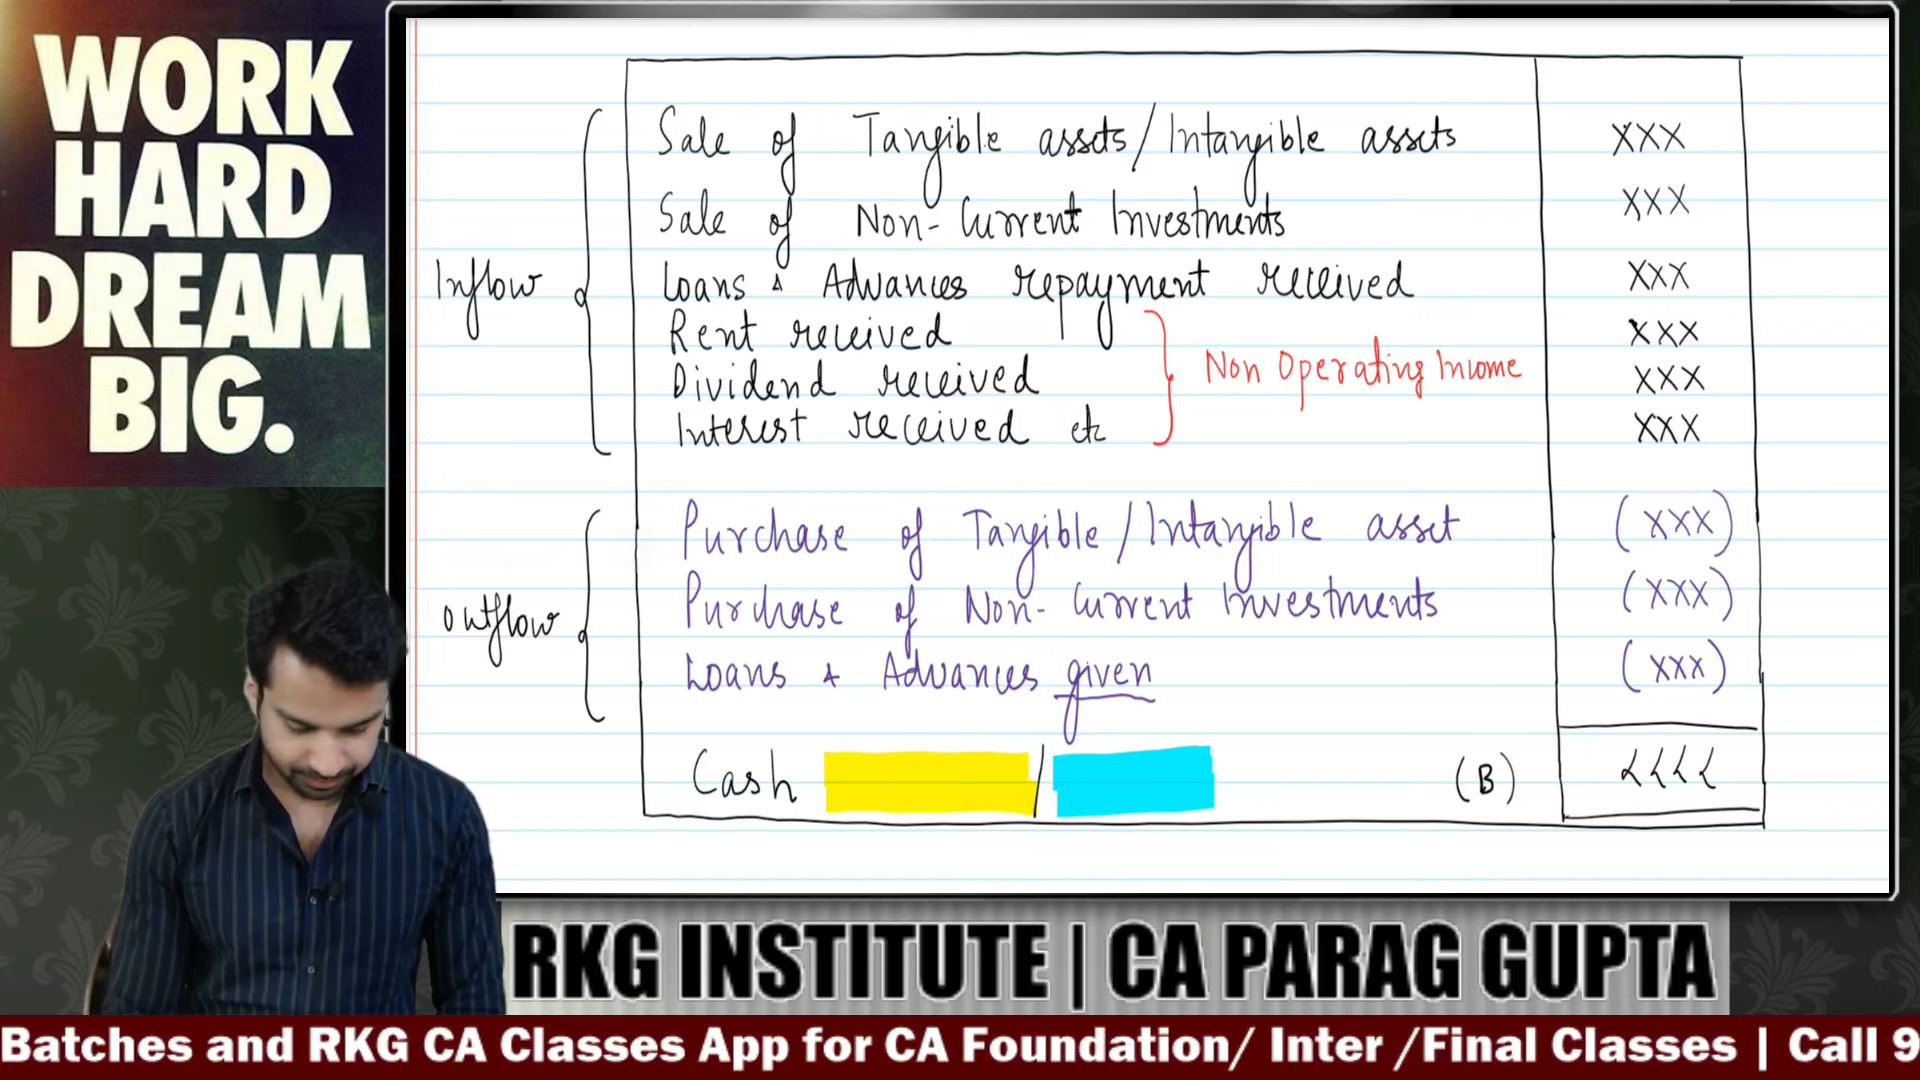 WORK
HARD
DREAM
BIG.
Inflow
Sale of Tangible assets/Intangible assets XXX
Sale of Non-Current Investments XXX
Loans & Advances repayment received XXX
Rent received XXX
Dividend received XXX
Interest received etc XXX
Non Operating Income
Outflow
Purchase of Tangible/Intangible asset (XXX)
Purchase of Non-Current Investments (XXX)
Loans & Advances given (XXX)
Cash / (B)
RKG INSTITUTE | CA PARAG GUPTA
Batches and RKG CA Classes App for CA Foundation/ Inter /Final Classes | Call 9